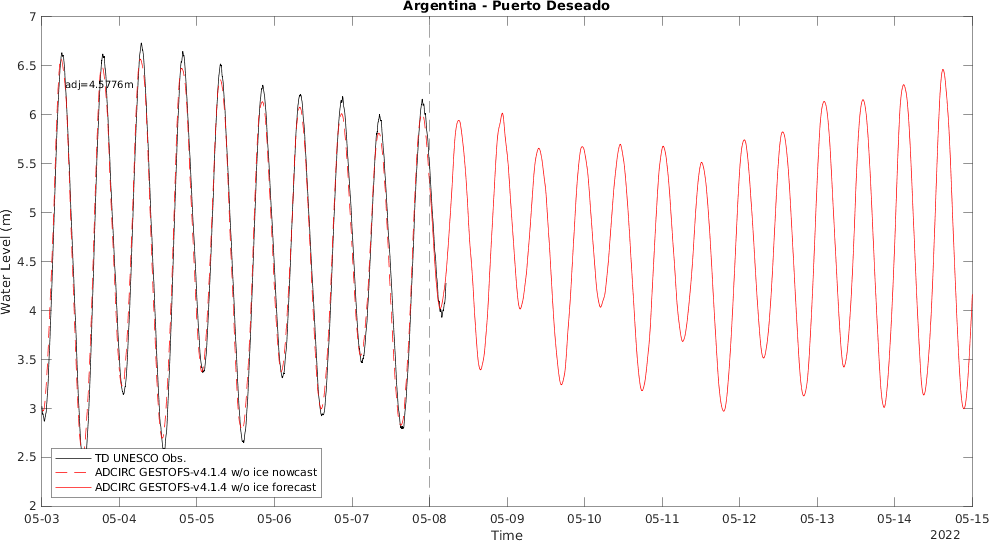 Argentina - Puerto Deseado
7
6.5
6
5.5
5
4.5
4
3.5
3
2.5
2
Water Level (m)
adj=4.5776m
TD UNESCO Obs.
ADCIRC GESTOFS-v4.1.4 w/o ice nowcast
ADCIRC GESTOFS-v4.1.4 w/o ice forecast
05-03 05-04 05-05 05-06 05-07 05-08 05-09 05-10 05-11 05-12 05-13 05-14 05-15
Time
2022